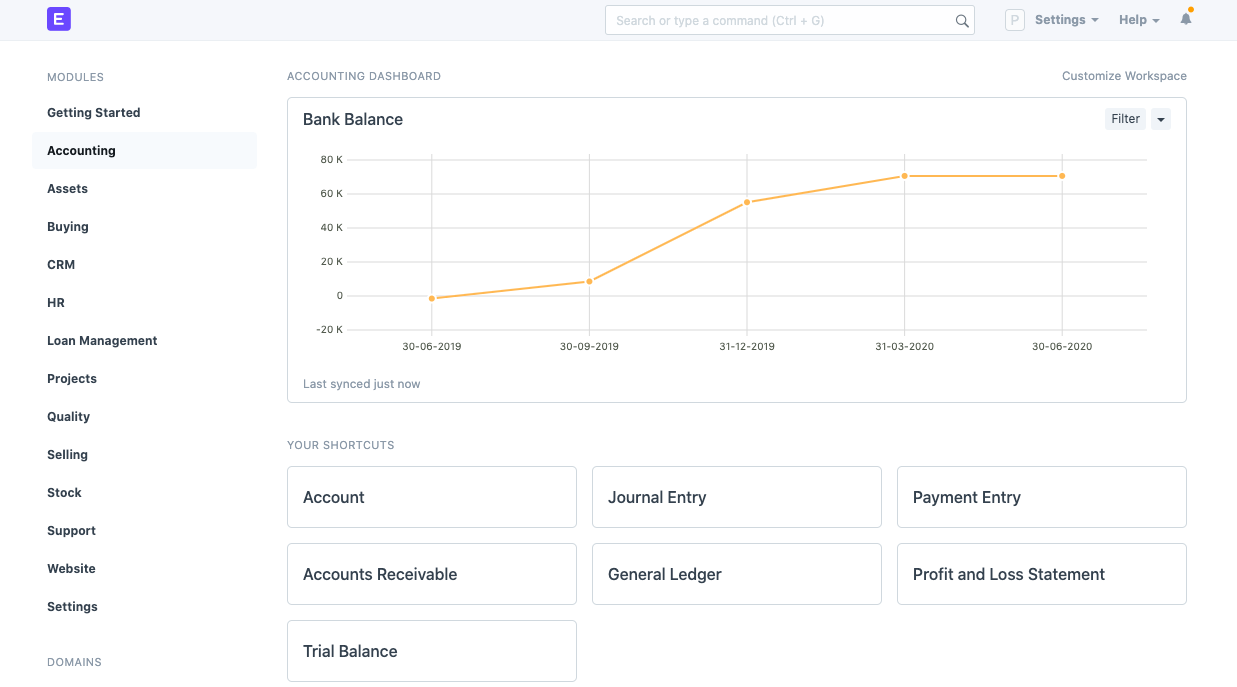 E
Search or type a command (Ctrl + G)
P
Settings
Help
MODULES
Getting Started
Accounting
Assets
Buying
CRM
HR
Loan Management
Projects
Quality
Selling
Stock
Support
Website
Settings
DOMAINS
ACCOUNTING DASHBOARD
Customize Workspace
Bank Balance
Filter
80 K
60 K
40 K
20 K
0
-20 K
30-06-2019
30-09-2019
31-12-2019
31-03-2020
30-06-2020
Last synced just now
YOUR SHORTCUTS
Account
Journal Entry
Payment Entry
Accounts Receivable
General Ledger
Profit and Loss Statement
Trial Balance